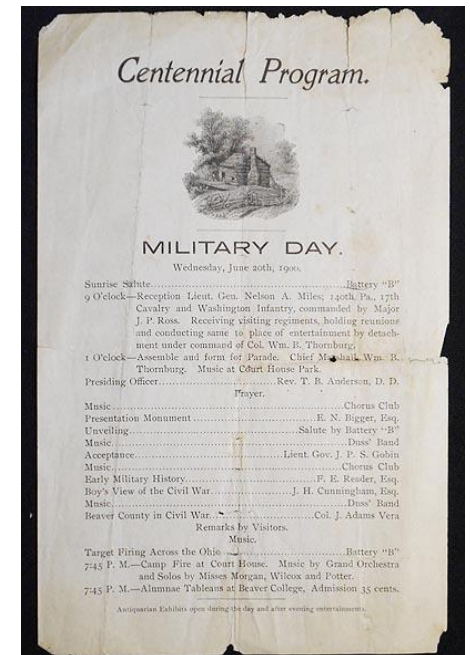 Centennial Program.
MILITARY DAY.
Wednesday, June 20th, 1900.
Sunrise Salute..........Battery "B"
9 O'clock—Reception Lieut. Gen. Nelson A. Miles; 140th, Pa., 17th
Cavalry and Washington Infantry, commanded by Major
J. P. Ross. Receiving visiting regiments, holding reunions
and conducting same to place of entertainment by detach-
ment under command of Col. Wm. B. Thornburg.
1 O'clock—Assemble and form for Parade. Chief Marshall Wm. B.
Thornburg. Music at Court House Park.
Presiding Officer..........Rev. T. B. Anderson, D. D.
Prayer.
Music..........Chorus Club
Presentation Monument..........E. N. Bigger, Esq.
Unveiling..........Salute by Battery "B"
Music..........Duss' Band
Acceptance..........Lieut. Gov. J. P. S. Gobin
Music..........Chorus Club
Early Military History..........F. E. Reader, Esq.
Boy's View of the Civil War..........J. H. Cunningham, Esq.
Music..........Duss' Band
Beaver County in Civil War..........Col. J. Adams Vera
Remarks by Visitors.
Music.
Target Firing Across the Ohio..........Battery "B"
7:45 P. M.—Camp Fire at Court House. Music by Grand Orchestra
and Solos by Misses Morgan, Wilcox and Potter.
7:45 P. M.—Alumnae Tableaus at Beaver College, Admission 35 cents.
Antiquarian Exhibits open during the day and after evening entertainments.